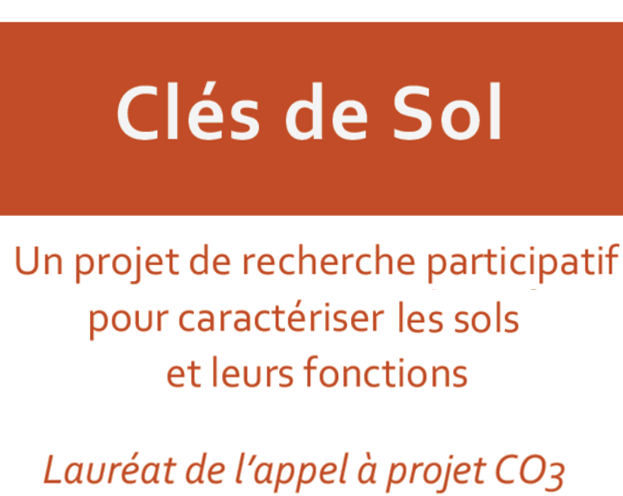 Clés de Sol
Un projet de recherche participatif
pour caractériser les sols
et leurs fonctions
Lauréat de l'appel à projet CO3